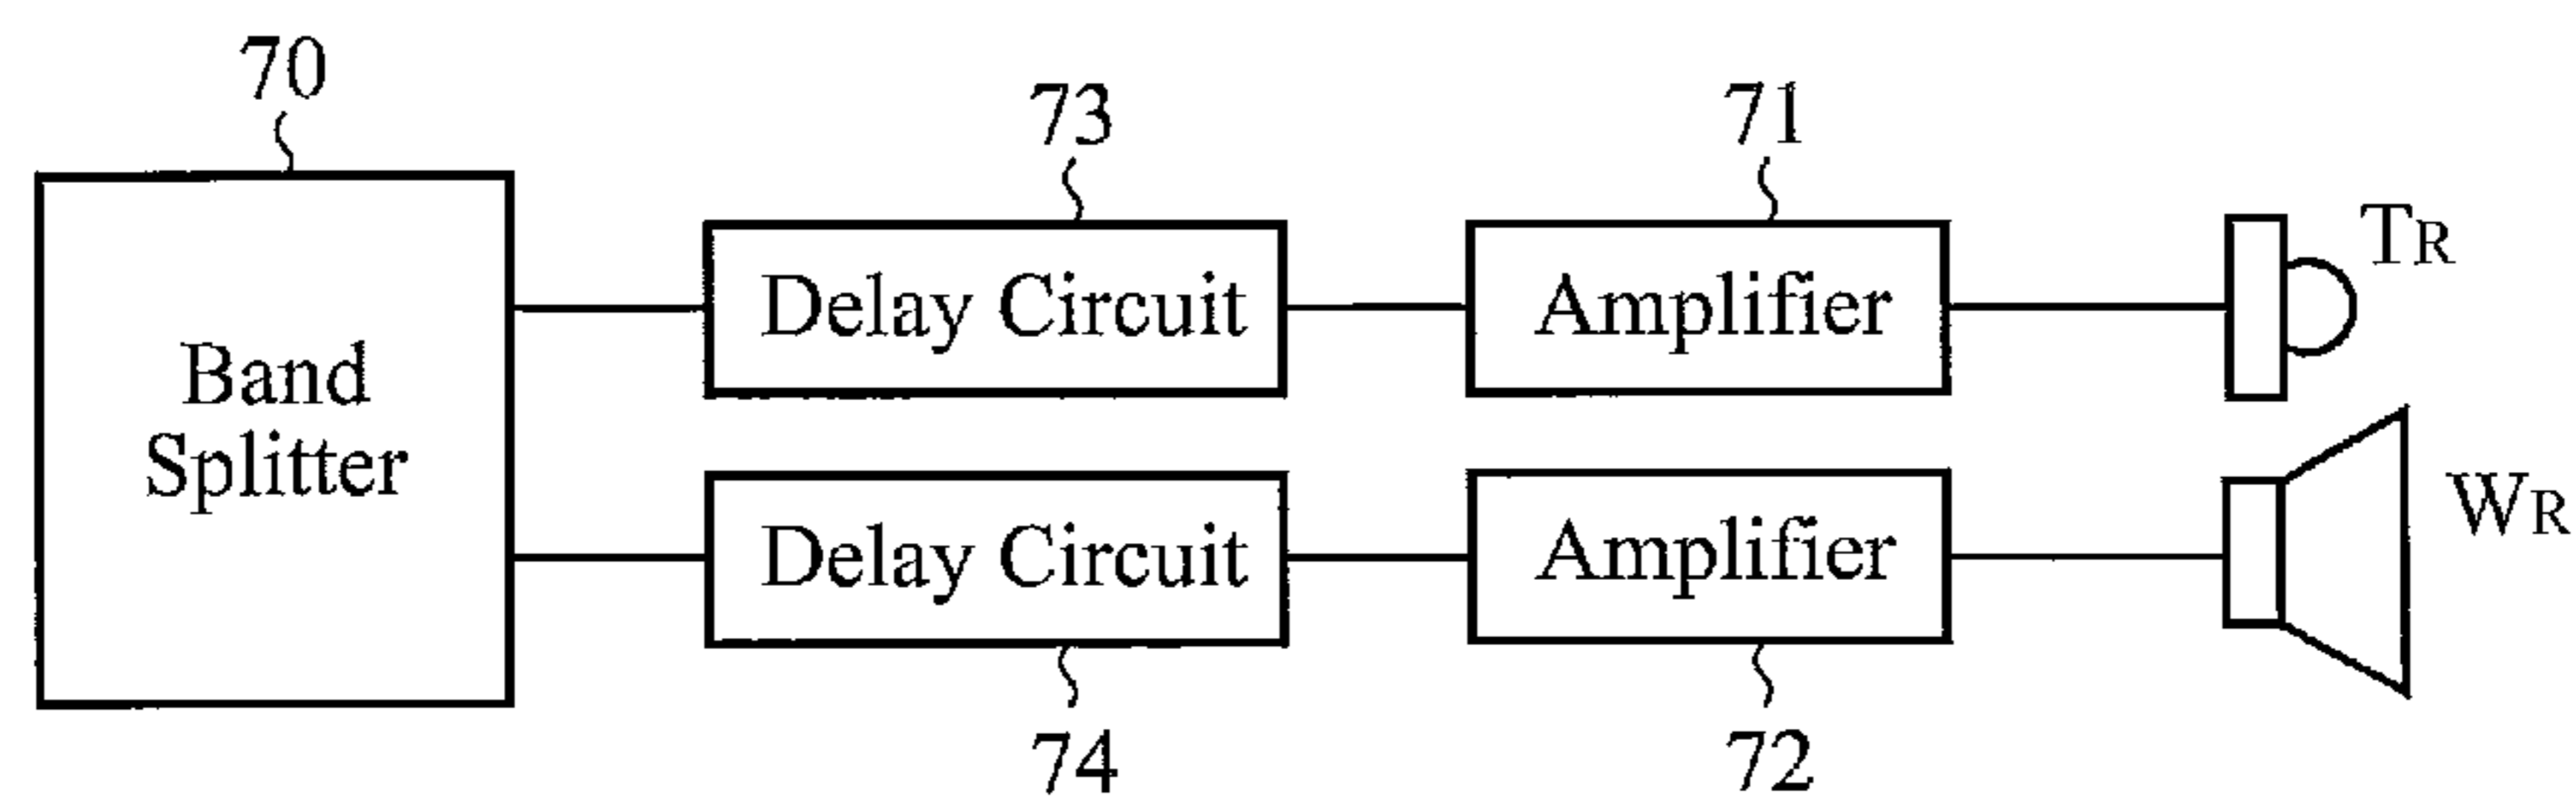 70
73
71
Band
Splitter
Delay Circuit
Amplifier
TR
Delay Circuit
Amplifier
WR
74
72